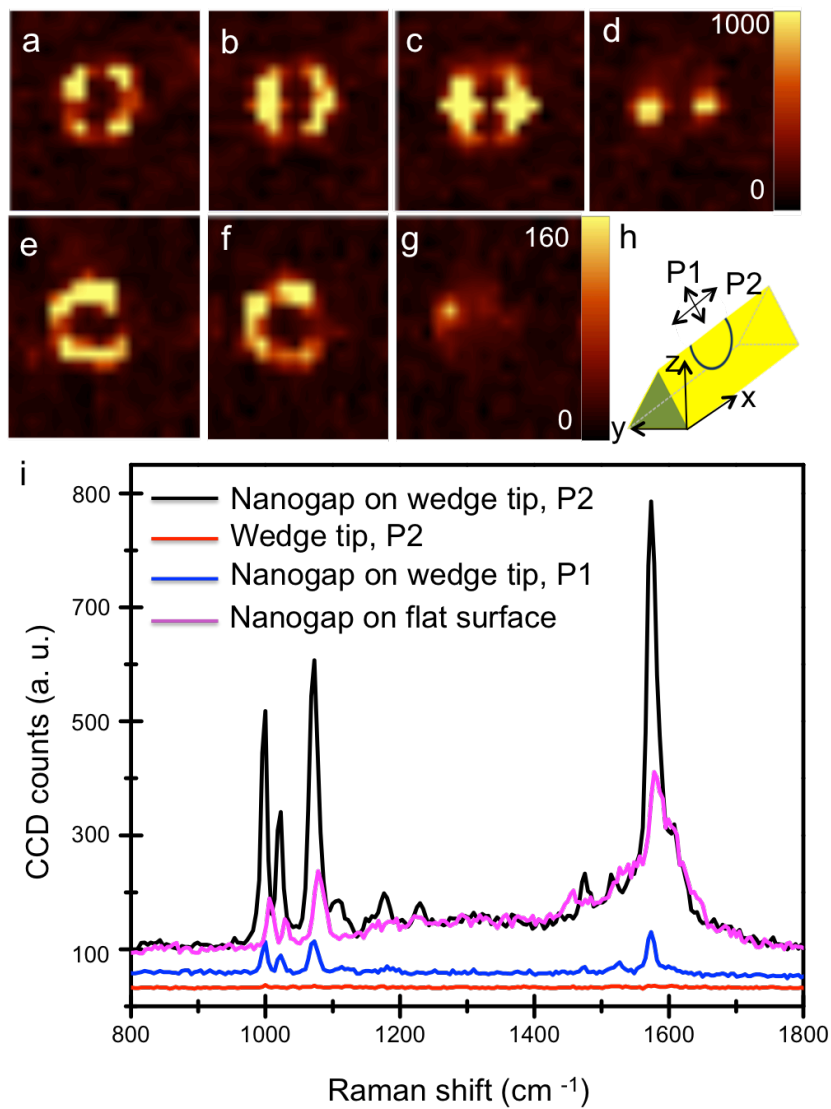 a b c d 1000
0
e f g 160 h
0
P1 P2
z
x
y
i
800
700
500
300
100
Nanogap on wedge tip, P2
Wedge tip, P2
Nanogap on wedge tip, P1
Nanogap on flat surface
CCD counts (a. u.)
800 1000 1200 1400 1600 1800
Raman shift (cm -1)